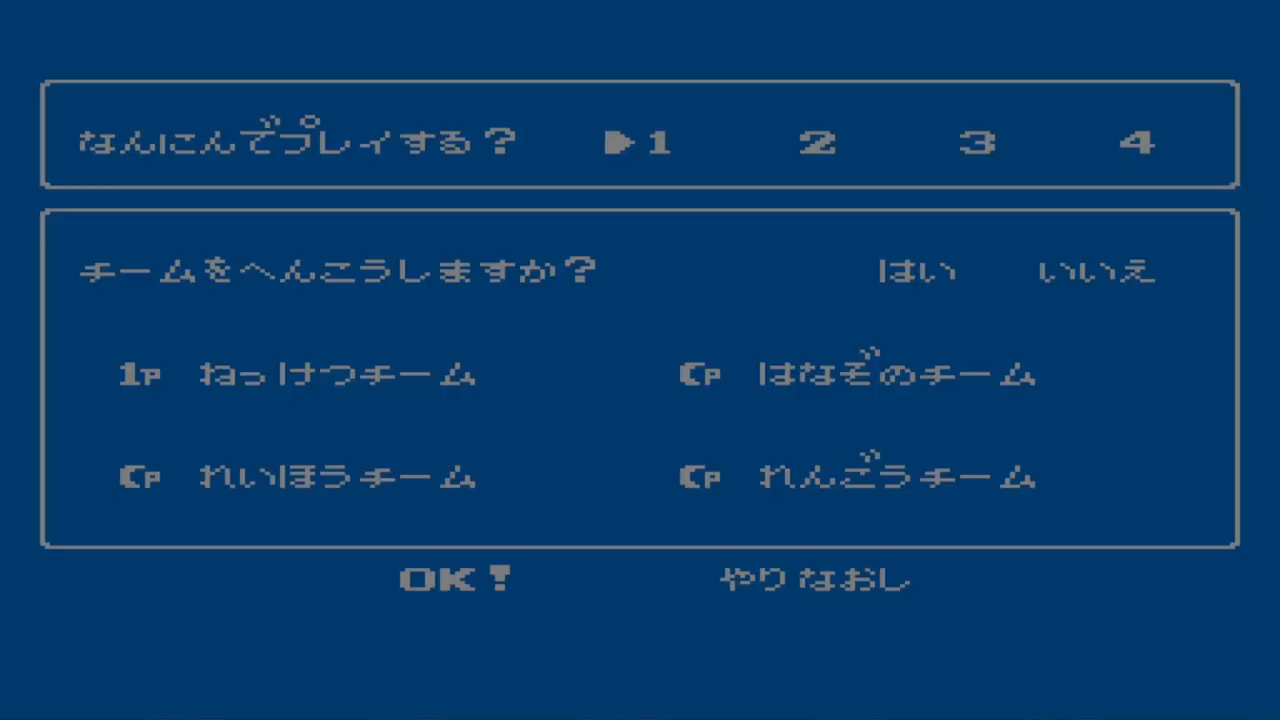 なんにんでプレイする? ▶1 2 3 4
チームをへんこうしますか? はい いいえ
1P ねっけつチーム CP はなぞのチーム
CP れいほうチーム CP れんごうチーム
OK! やりなおし